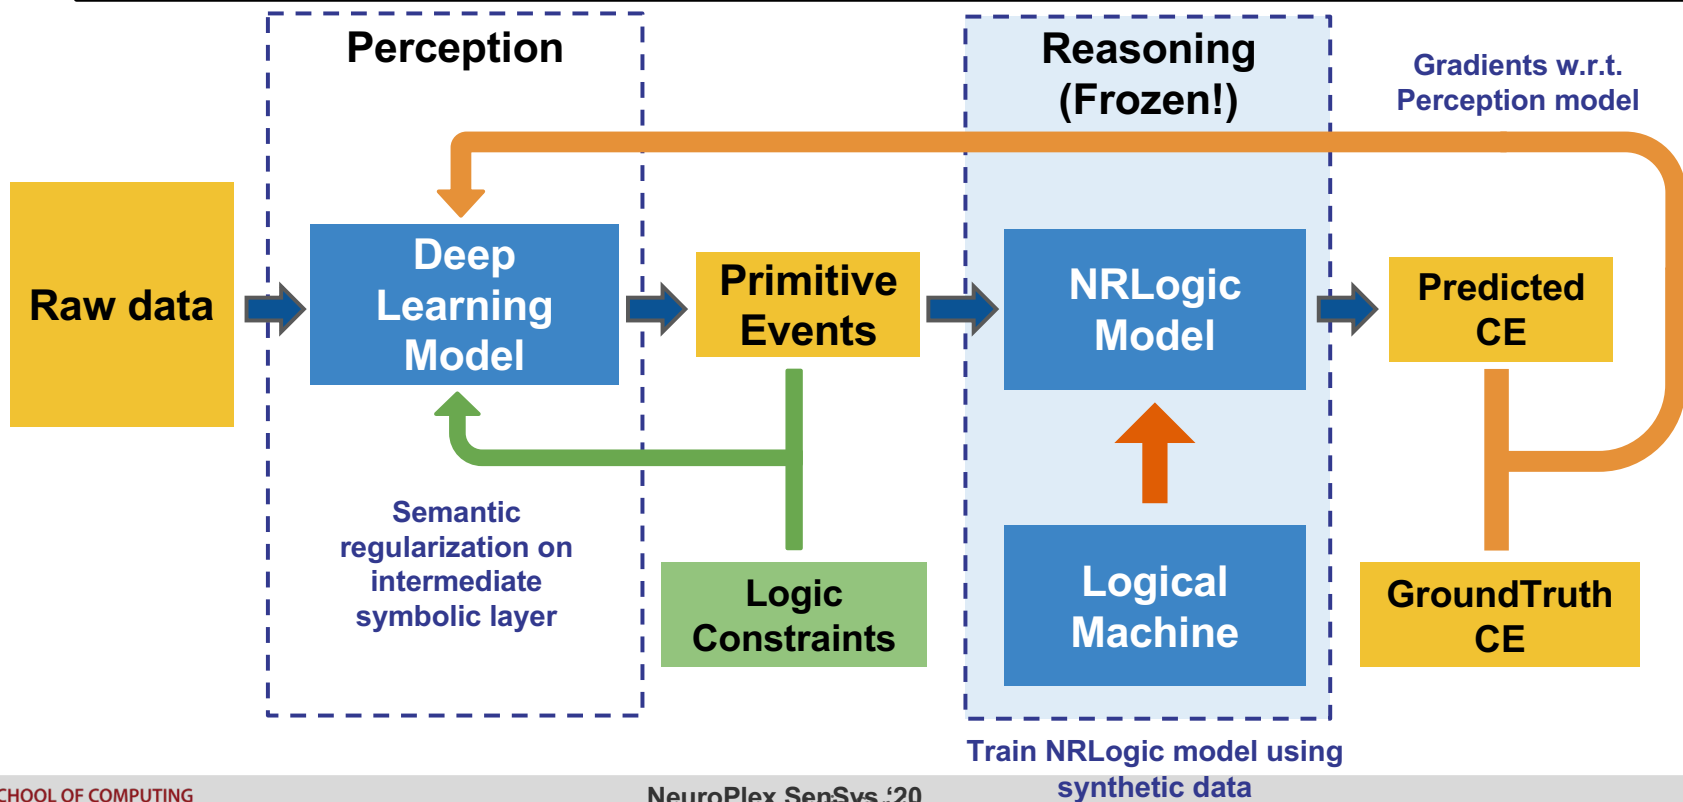 Perception
Reasoning
(Frozen!)
Gradients w.r.t.
Perception model
Raw data
Deep
Learning
Model
Primitive
Events
NRLogic
Model
Predicted
CE
Semantic
regularization on
intermediate
symbolic layer
Logic
Constraints
Logical
Machine
GroundTruth
CE
Train NRLogic model using
synthetic data
CHOOL OF COMPUTING
NeuroPlex SenSys ‘20